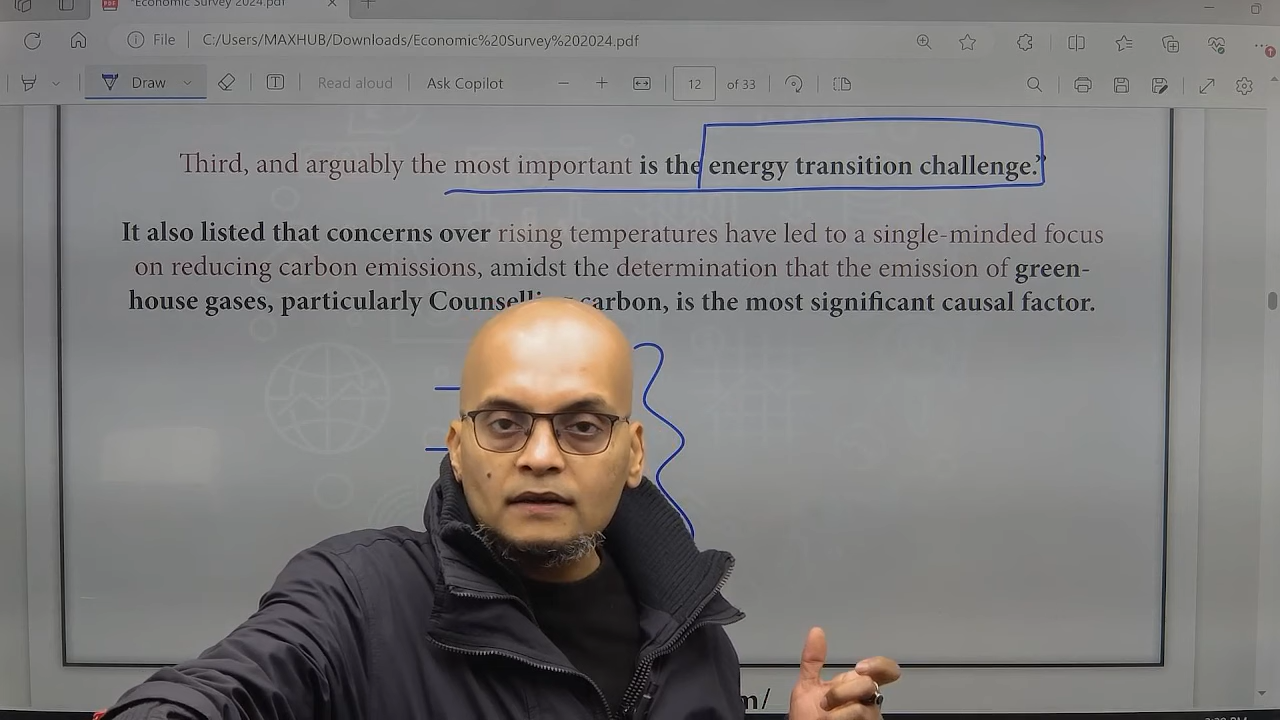 "Economic Survey 2024.pdf
File C:/Users/MAXHUB/Downloads/Economic%20Survey%202024.pdf
Draw Read aloud Ask Copilot 12 of 33
Third, and arguably the most important is the energy transition challenge."
It also listed that concerns over rising temperatures have led to a single-minded focus
on reducing carbon emissions, amidst the determination that the emission of green-
house gases, particularly carbon, is the most significant causal factor.
m/